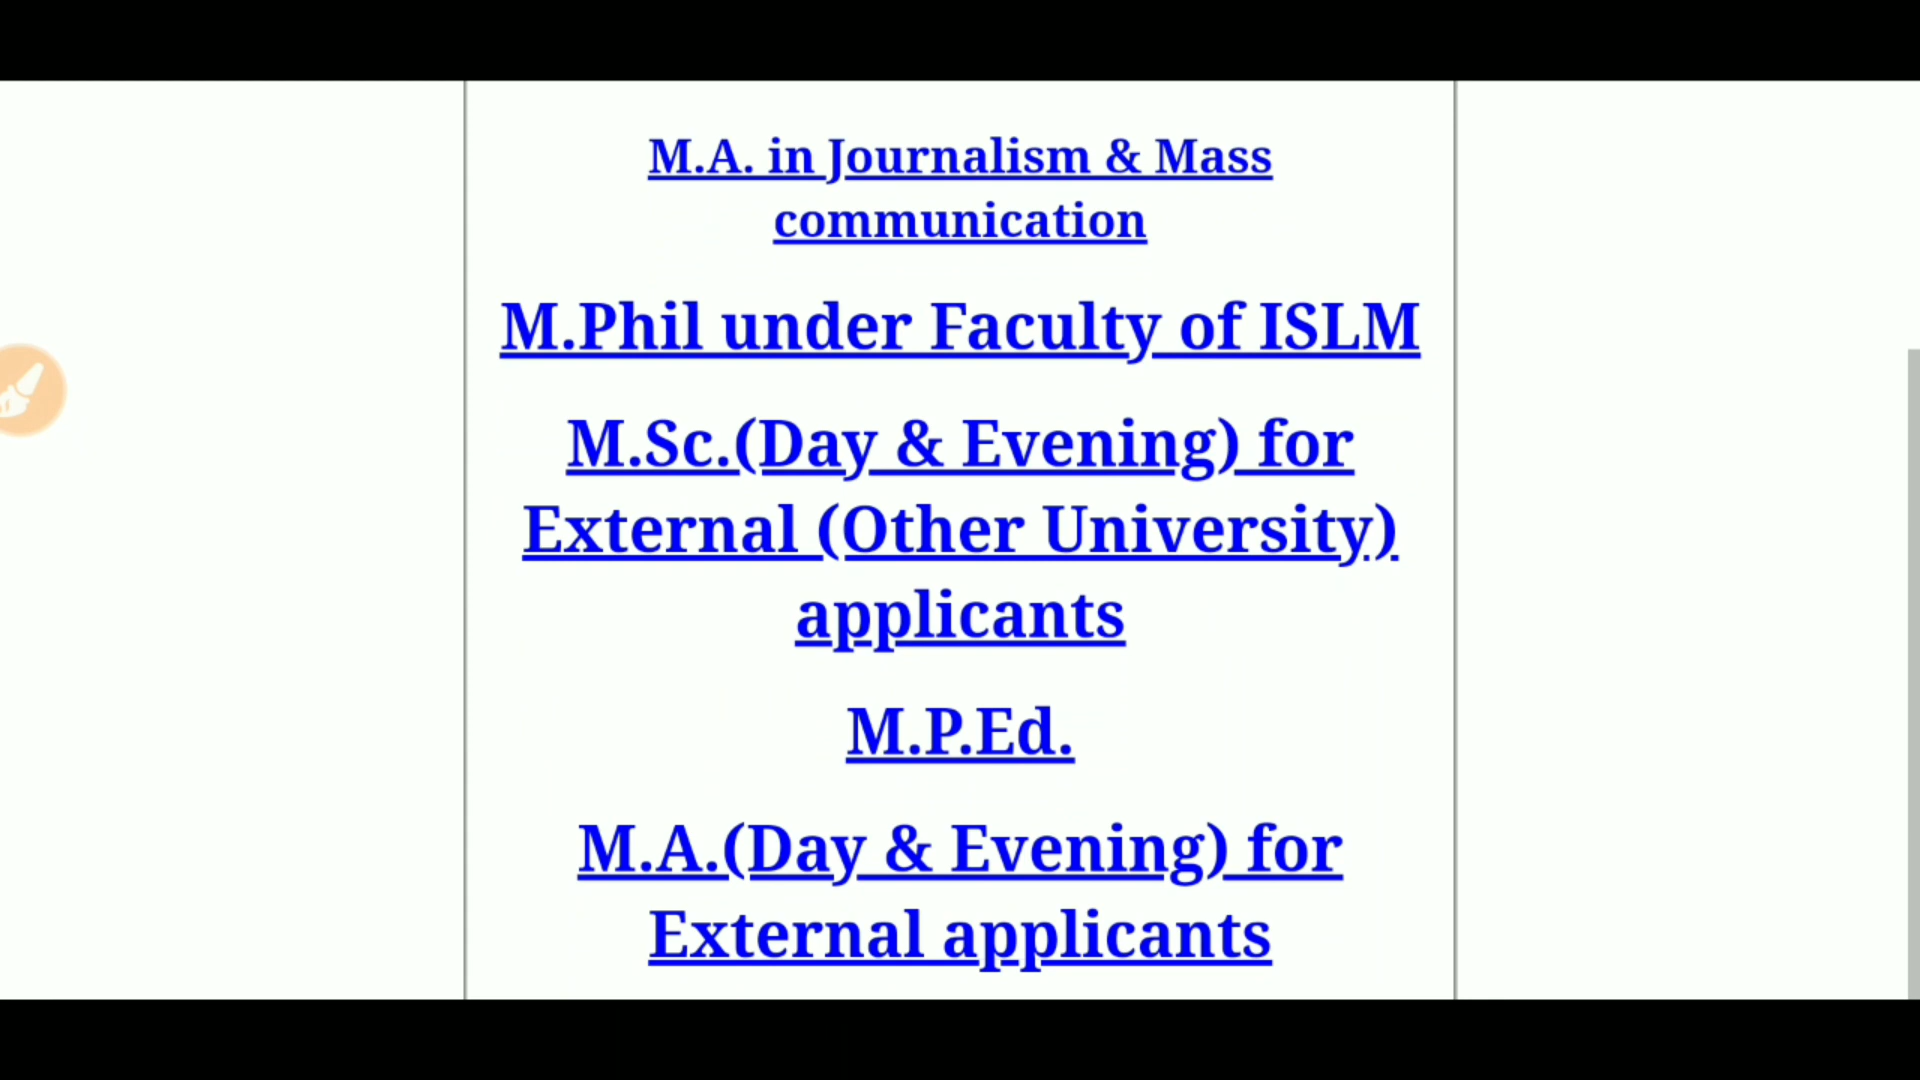 M.A. in Journalism & Mass
communication
M.Phil under Faculty of ISLM
M.Sc.(Day & Evening) for
External (Other University)
applicants
M.P.Ed.
M.A.(Day & Evening) for
External applicants